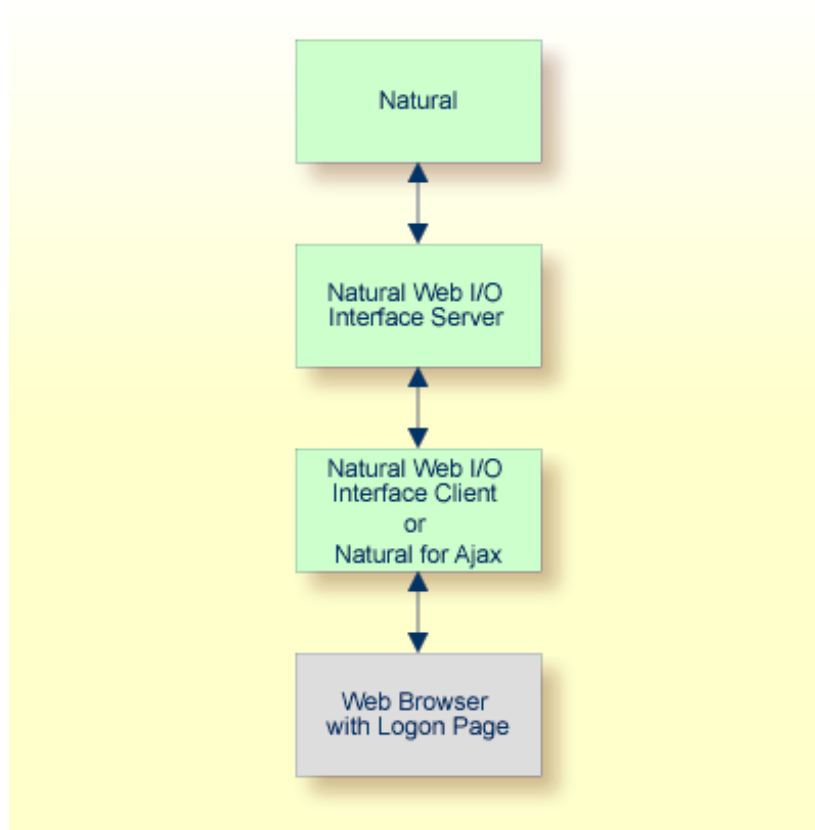 Natural
Natural Web I/O
Interface Server
Natural Web I/O
Interface Client
or
Natural for Ajax
Web Browser
with Logon Page